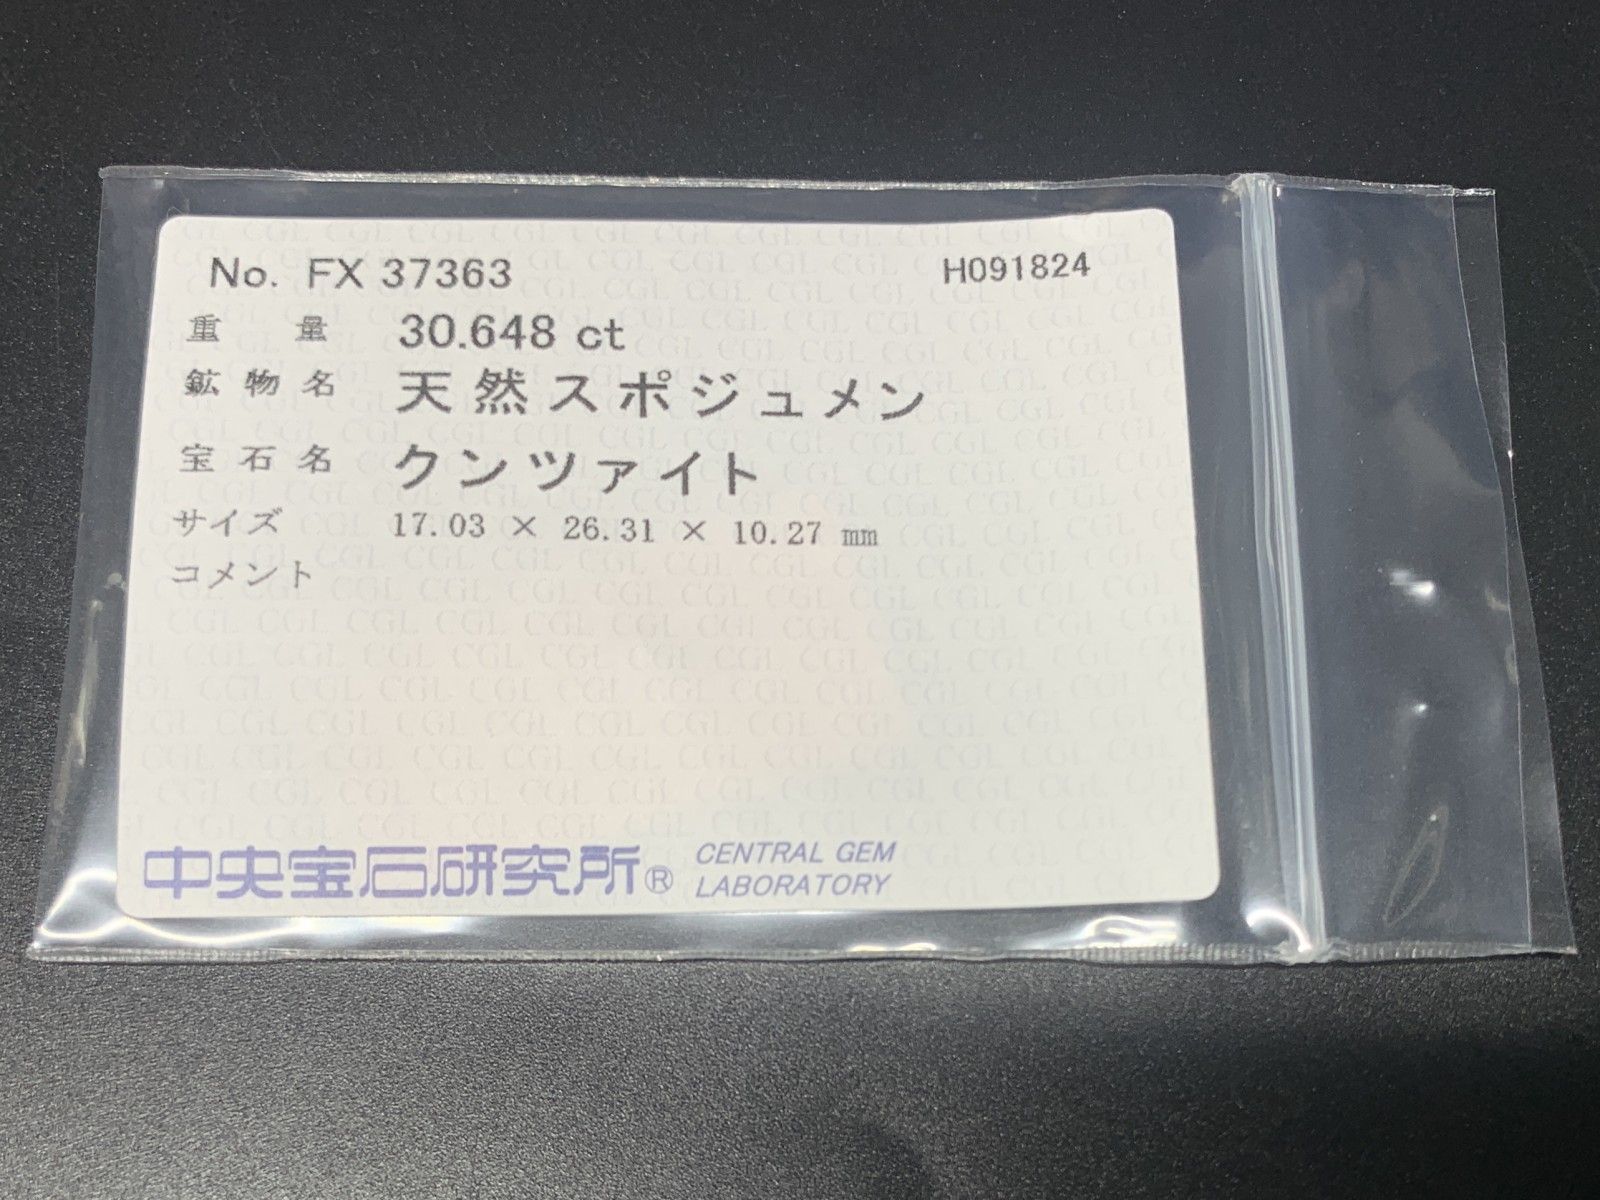 No. FX 37363 H091824
重量 30.648 ct
鉱物名 天然スポジュメン
宝石名 クンツァイト
サイズ 17.03 × 26.31 × 10.27 mm
コメント
中央宝石研究所® CENTRAL GEM
LABORATORY